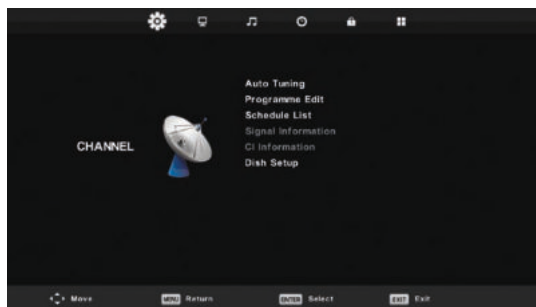 Auto Tuning
Programme Edit
Schedule List
Signal Information
CI Information
Dish Setup
CHANNEL
Move MENU Return ENTER Select EXIT Exit